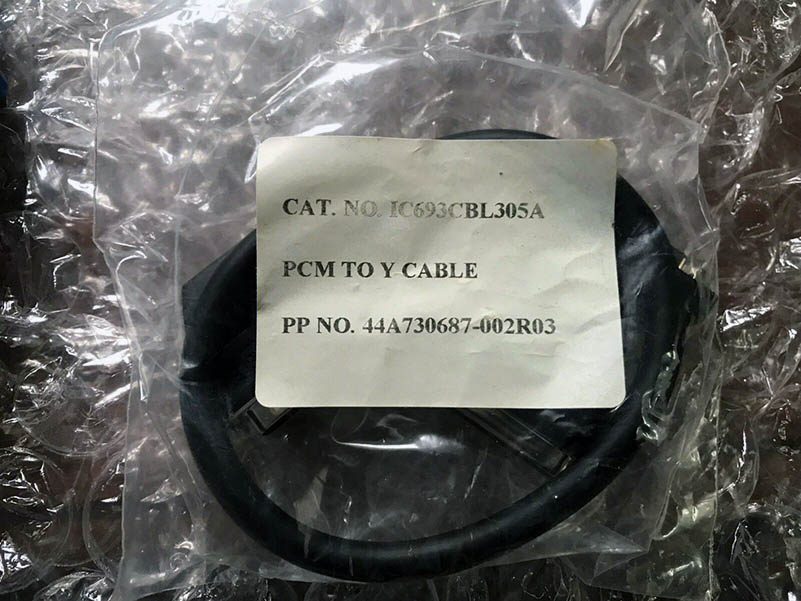 CAT. NO. IC693CBL305A
PCM TO Y CABLE
PP NO. 44A730687-002R03